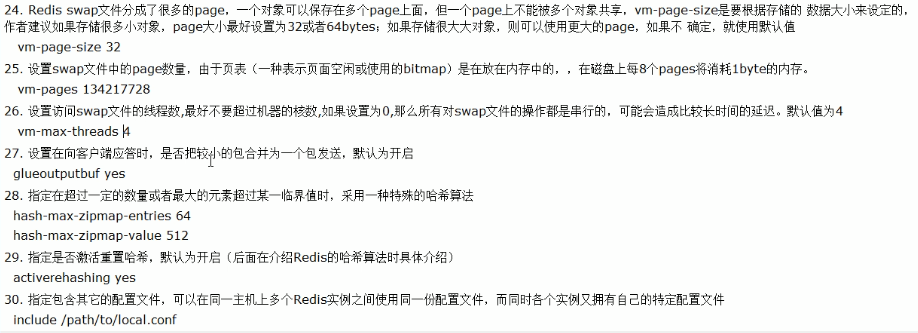 24. Redis swap文件分成了很多的page，一个对象可以保存在多个page上面，但一个page上不能被多个对象共享，vm-page-size是要根据存储的 数据大小来设定的，
作者建议如果存储很多小对象，page大小最好设置为32或者64bytes；如果存储很大大对象，则可以使用更大的page，如果不 确定，就使用默认值
vm-page-size 32
25. 设置swap文件中的page数量，由于页表（一种表示页面空闲或使用的bitmap）是在放在内存中的，，在磁盘上每8个pages将消耗1byte的内存。
vm-pages 134217728
26. 设置访问swap文件的线程数,最好不要超过机器的核数,如果设置为0,那么所有对swap文件的操作都是串行的，可能会造成比较长时间的延迟。默认值为4
vm-max-threads 4
27. 设置在向客户端应答时，是否把较小的包合并为一个包发送，默认为开启
glueoutputbuf yes
28. 指定在超过一定的数量或者最大的元素超过某一临界值时，采用一种特殊的哈希算法
hash-max-zipmap-entries 64
hash-max-zipmap-value 512
29. 指定是否激活重置哈希，默认为开启（后面在介绍Redis的哈希算法时具体介绍）
activerehashing yes
30. 指定包含其它的配置文件，可以在同一主机上多个Redis实例之间使用同一份配置文件，而同时各个实例又拥有自己的特定配置文件
include /path/to/local.conf